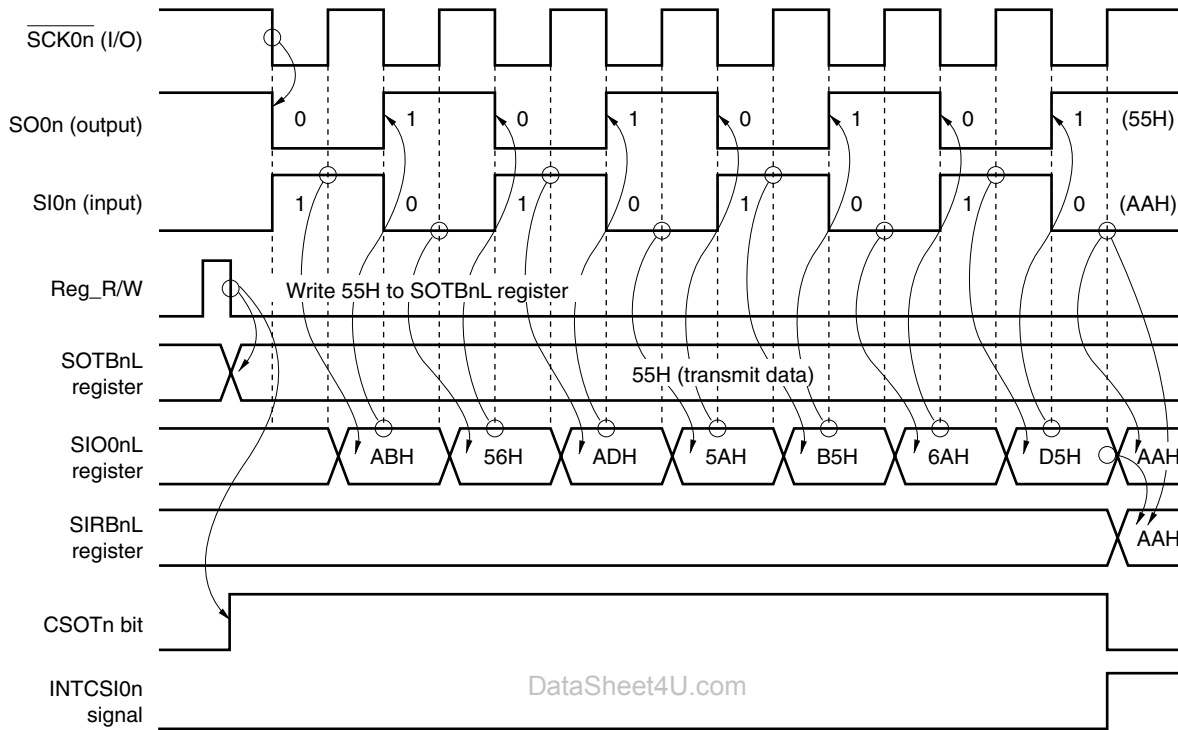 SCK0n (I/O)
SO0n (output) 0 1 0 1 0 1 0 1 (55H)
SI0n (input) 1 0 1 0 1 0 1 0 (AAH)
Reg_R/W Write 55H to SOTBnL register
SOTBnL
register
55H (transmit data)
SIO0nL
register
ABH 56H ADH 5AH B5H 6AH D5H AAH
SIRBnL
register
AAH
CSOTn bit
INTCSI0n
signal
DataSheet4U.com